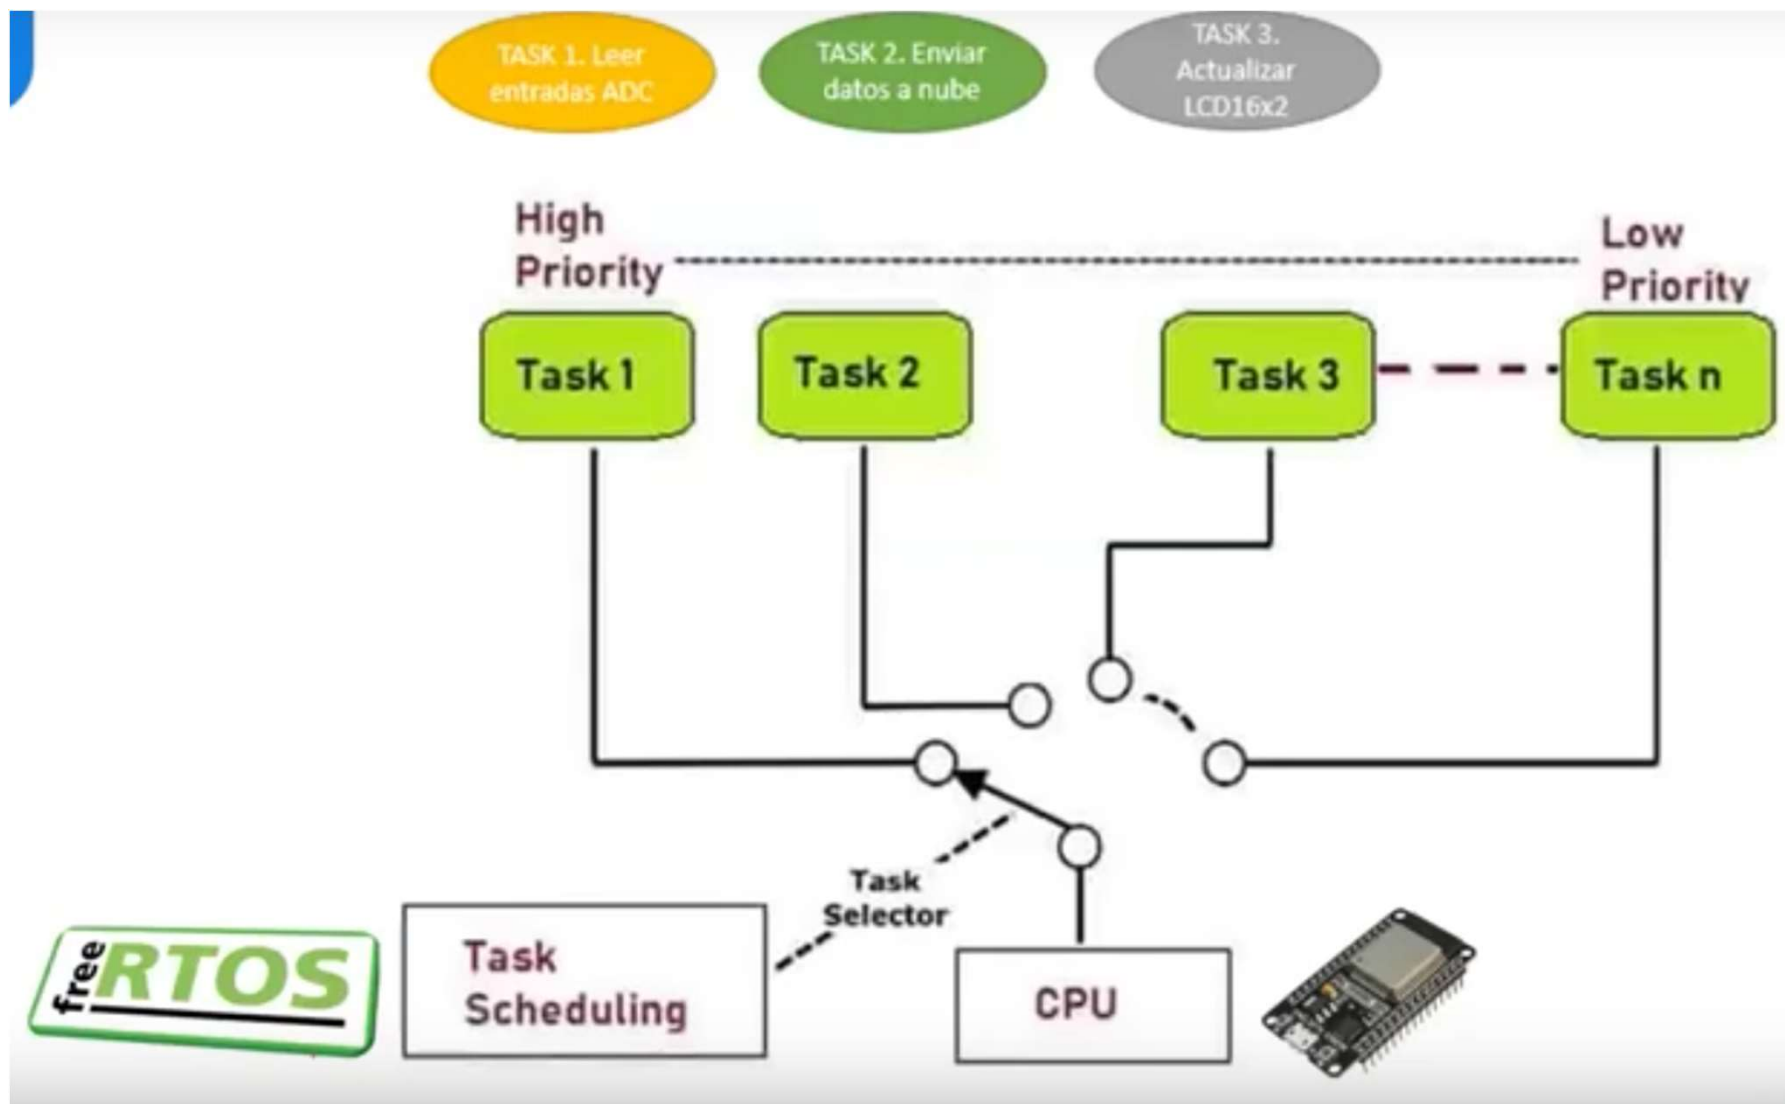 TASK 1. Leer
entradas ADC
TASK 2. Enviar
datos a nube
TASK 3.
Actualizar
LCD16x2
High
Priority
Low
Priority
Task 1
Task 2
Task 3
Task n
Task
Selector
free RTOS
Task
Scheduling
CPU